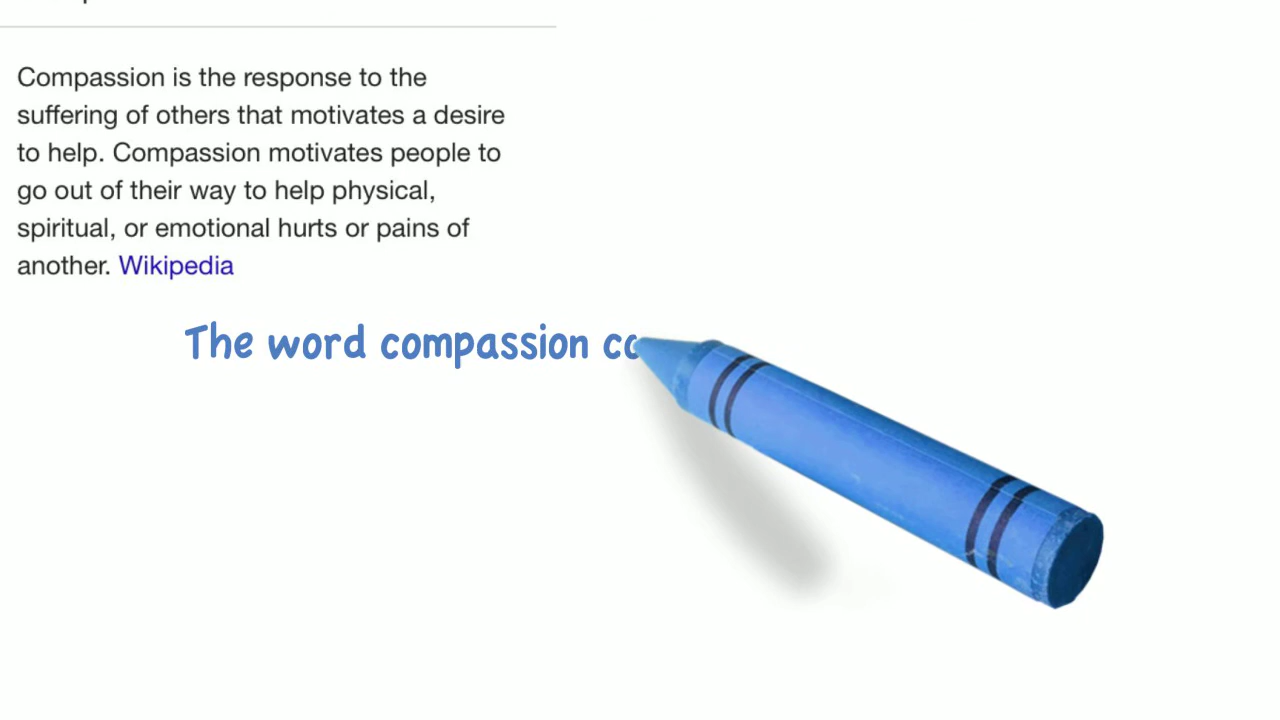 Compassion is the response to the
suffering of others that motivates a desire
to help. Compassion motivates people to
go out of their way to help physical,
spiritual, or emotional hurts or pains of
another. Wikipedia
The word compassion co